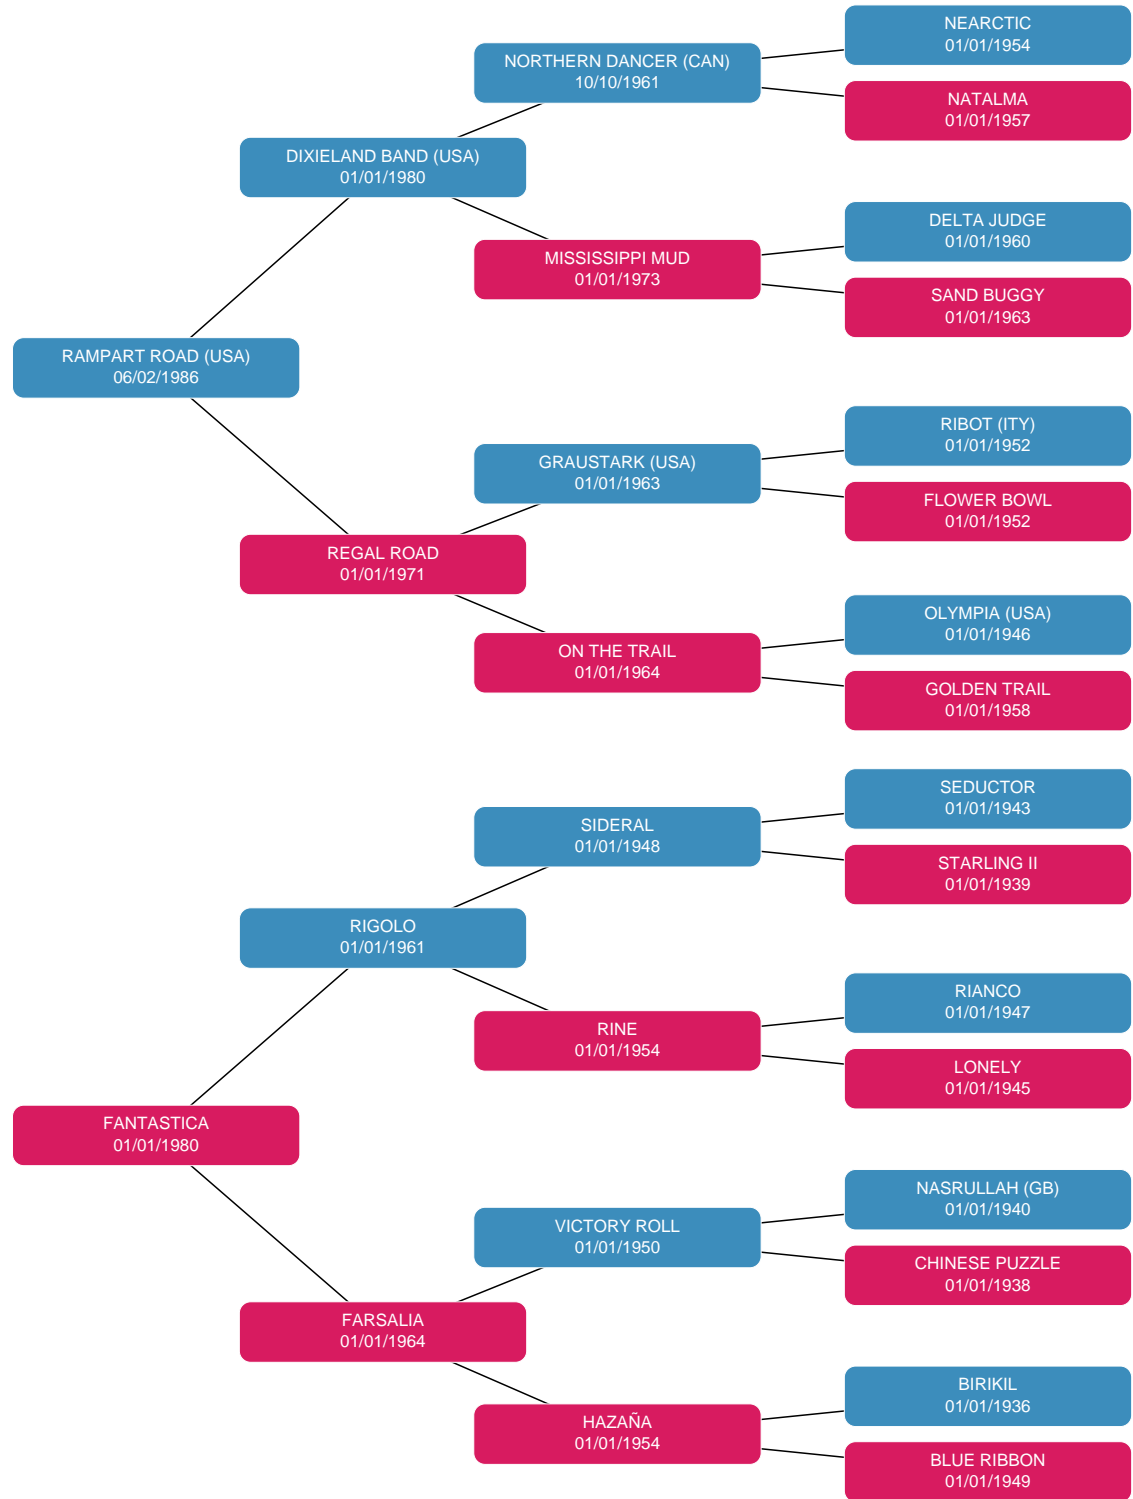 NEARCTIC
01/01/1954
NORTHERN DANCER (CAN)
10/10/1961
NATALMA
01/01/1957
DIXIELAND BAND (USA)
01/01/1980
DELTA JUDGE
01/01/1960
MISSISSIPPI MUD
01/01/1973
SAND BUGGY
01/01/1963
RAMPART ROAD (USA)
06/02/1986
RIBOT (ITY)
01/01/1952
GRAUSTARK (USA)
01/01/1963
FLOWER BOWL
01/01/1952
REGAL ROAD
01/01/1971
OLYMPIA (USA)
01/01/1946
ON THE TRAIL
01/01/1964
GOLDEN TRAIL
01/01/1958
SEDUCTOR
01/01/1943
SIDERAL
01/01/1948
STARLING II
01/01/1939
RIGOLO
01/01/1961
RIANCO
01/01/1947
RINE
01/01/1954
LONELY
01/01/1945
FANTASTICA
01/01/1980
NASRULLAH (GB)
01/01/1940
VICTORY ROLL
01/01/1950
CHINESE PUZZLE
01/01/1938
FARSALIA
01/01/1964
BIRIKIL
01/01/1936
HAZAÑA
01/01/1954
BLUE RIBBON
01/01/1949